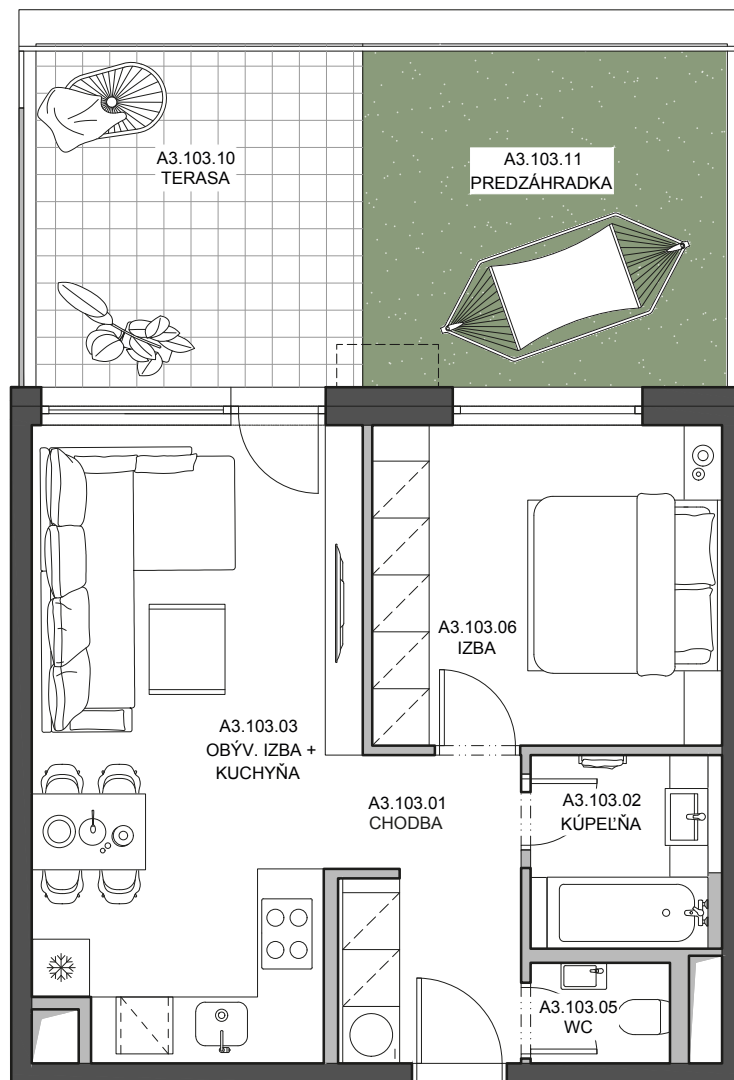 A3.103.10
TERASA
A3.103.11
PREDZÁHRADKA
A3.103.06
IZBA
A3.103.03
OBÝV. IZBA +
KUCHYŇA
A3.103.01
CHODBA
A3.103.02
KÚPEĽŇA
A3.103.05
WC